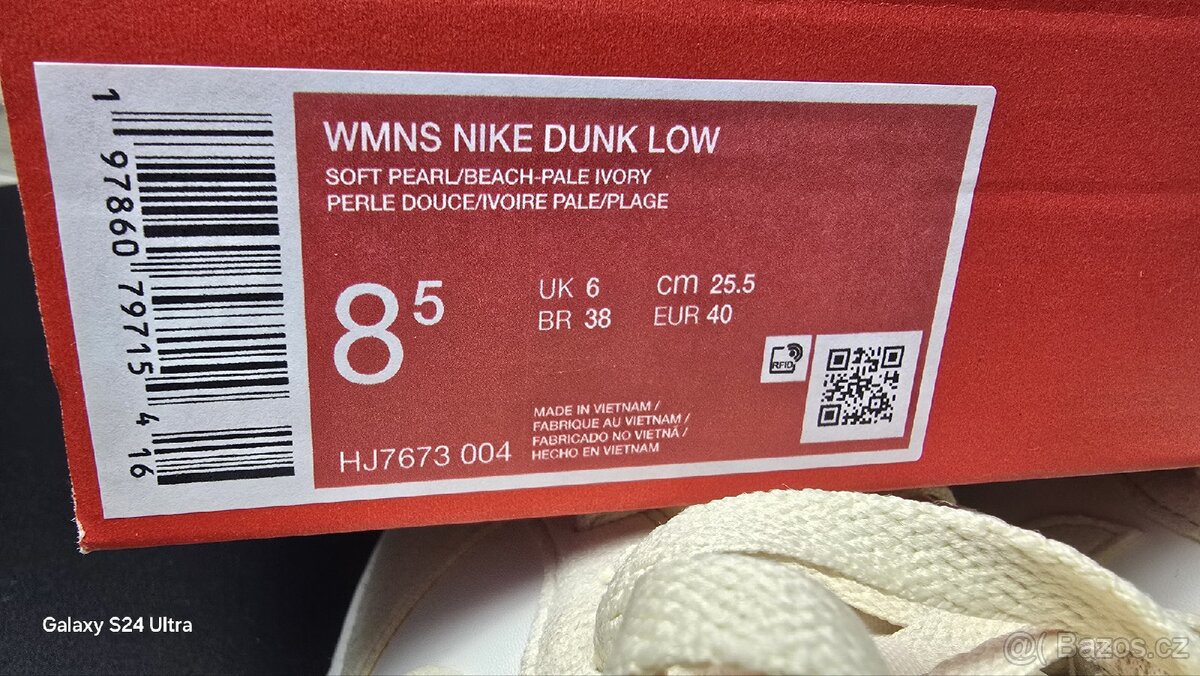 WMNS NIKE DUNK LOW
SOFT PEARL/BEACH-PALE IVORY
PERLE DOUCE/IVOIRE PALE/PLAGE
8 5
UK 6 cm 25.5
BR 38 EUR 40
RFID
MADE IN VIETNAM /
FABRIQUE AU VIETNAM /
FABRICADO NO VIETNÃ /
HECHO EN VIETNAM
HJ7673 004
1 97860 79715 4 16
Galaxy S24 Ultra
@( Bazos.cz